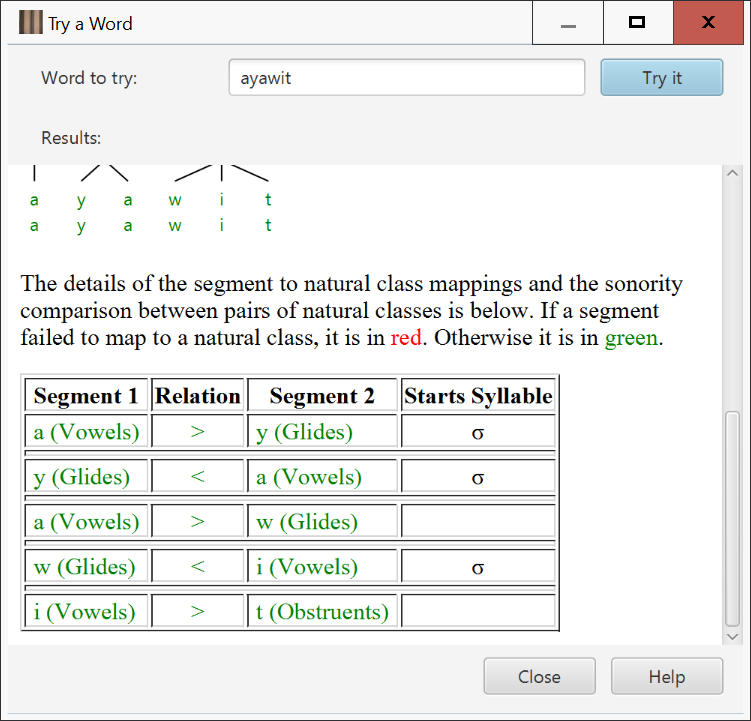 Try a Word
Word to try: ayawit Try it
Results:
a y a w i t
a y a w i t
The details of the segment to natural class mappings and the sonority
comparison between pairs of natural classes is below. If a segment
failed to map to a natural class, it is in red. Otherwise it is in green.
Segment 1 Relation Segment 2 Starts Syllable
a (Vowels) > y (Glides) σ
y (Glides) < a (Vowels) σ
a (Vowels) > w (Glides)
w (Glides) < i (Vowels) σ
i (Vowels) > t (Obstruents)
Close Help